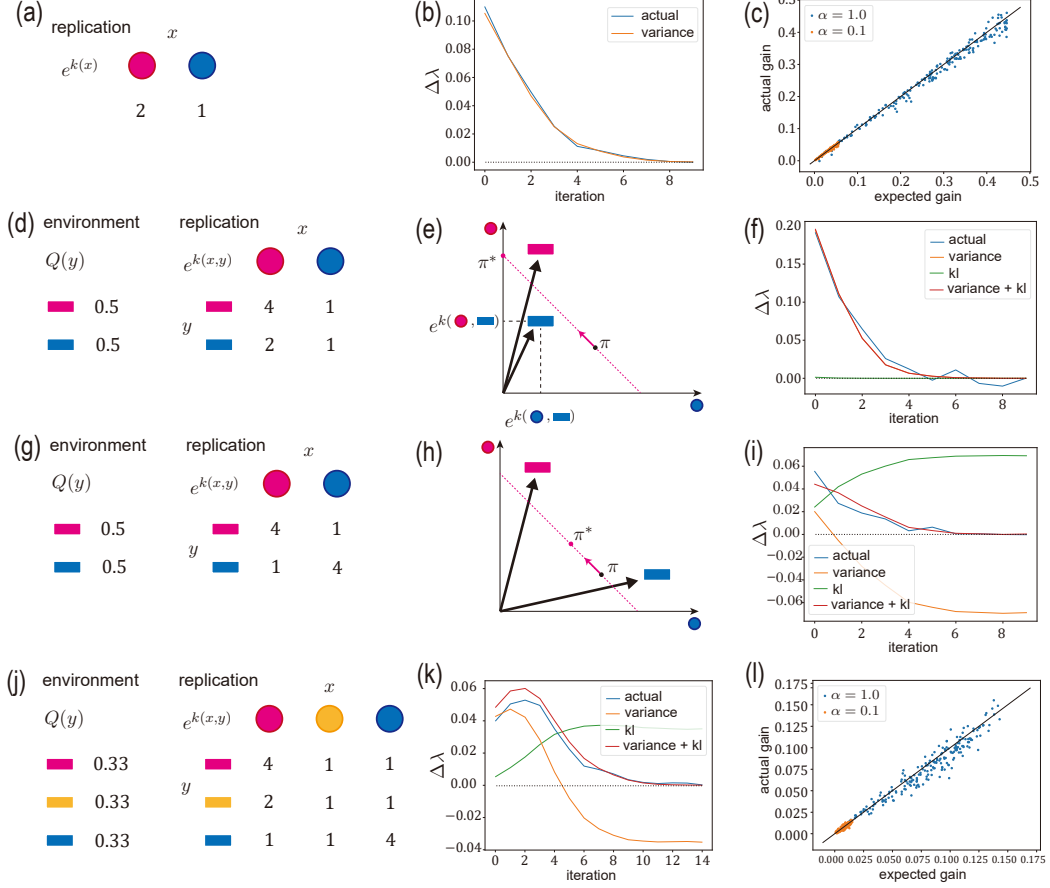 (a)
replication
x
e^{k(x)}
2 1
(b)
0.10
0.08
0.06
0.04
0.02
0.00
Δλ
actual
variance
0 2 4 6 8
iteration
(c)
0.4
0.3
0.2
0.1
0.0
actual gain
α = 1.0
α = 0.1
0.0 0.1 0.2 0.3 0.4 0.5
expected gain
(d)
environment replication
x
Q(y) e^{k(x,y)}
0.5 4 1
y
0.5 2 1
(e)
π*
e^{k( , )}
π
e^{k( , )}
(f)
0.20
0.15
0.10
0.05
0.00
Δλ
actual
variance
kl
variance + kl
0 2 4 6 8
iteration
(g)
environment replication
x
Q(y) e^{k(x,y)}
0.5 4 1
y
0.5 1 4
(h)
π*
π
(i)
0.06
0.04
0.02
0.00
−0.02
−0.04
−0.06
Δλ
actual
variance
kl
variance + kl
0 2 4 6 8
iteration
(j)
environment replication
x
Q(y) e^{k(x,y)}
0.33 4 1 1
y
0.33 2 1 1
0.33 1 1 4
(k)
0.06
0.04
0.02
0.00
−0.02
−0.04
Δλ
actual
variance
kl
variance + kl
0 2 4 6 8 10 12 14
iteration
(l)
0.175
0.150
0.125
0.100
0.075
0.050
0.025
0.000
actual gain
α = 1.0
α = 0.1
0.000 0.025 0.050 0.075 0.100 0.125 0.150 0.175
expected gain